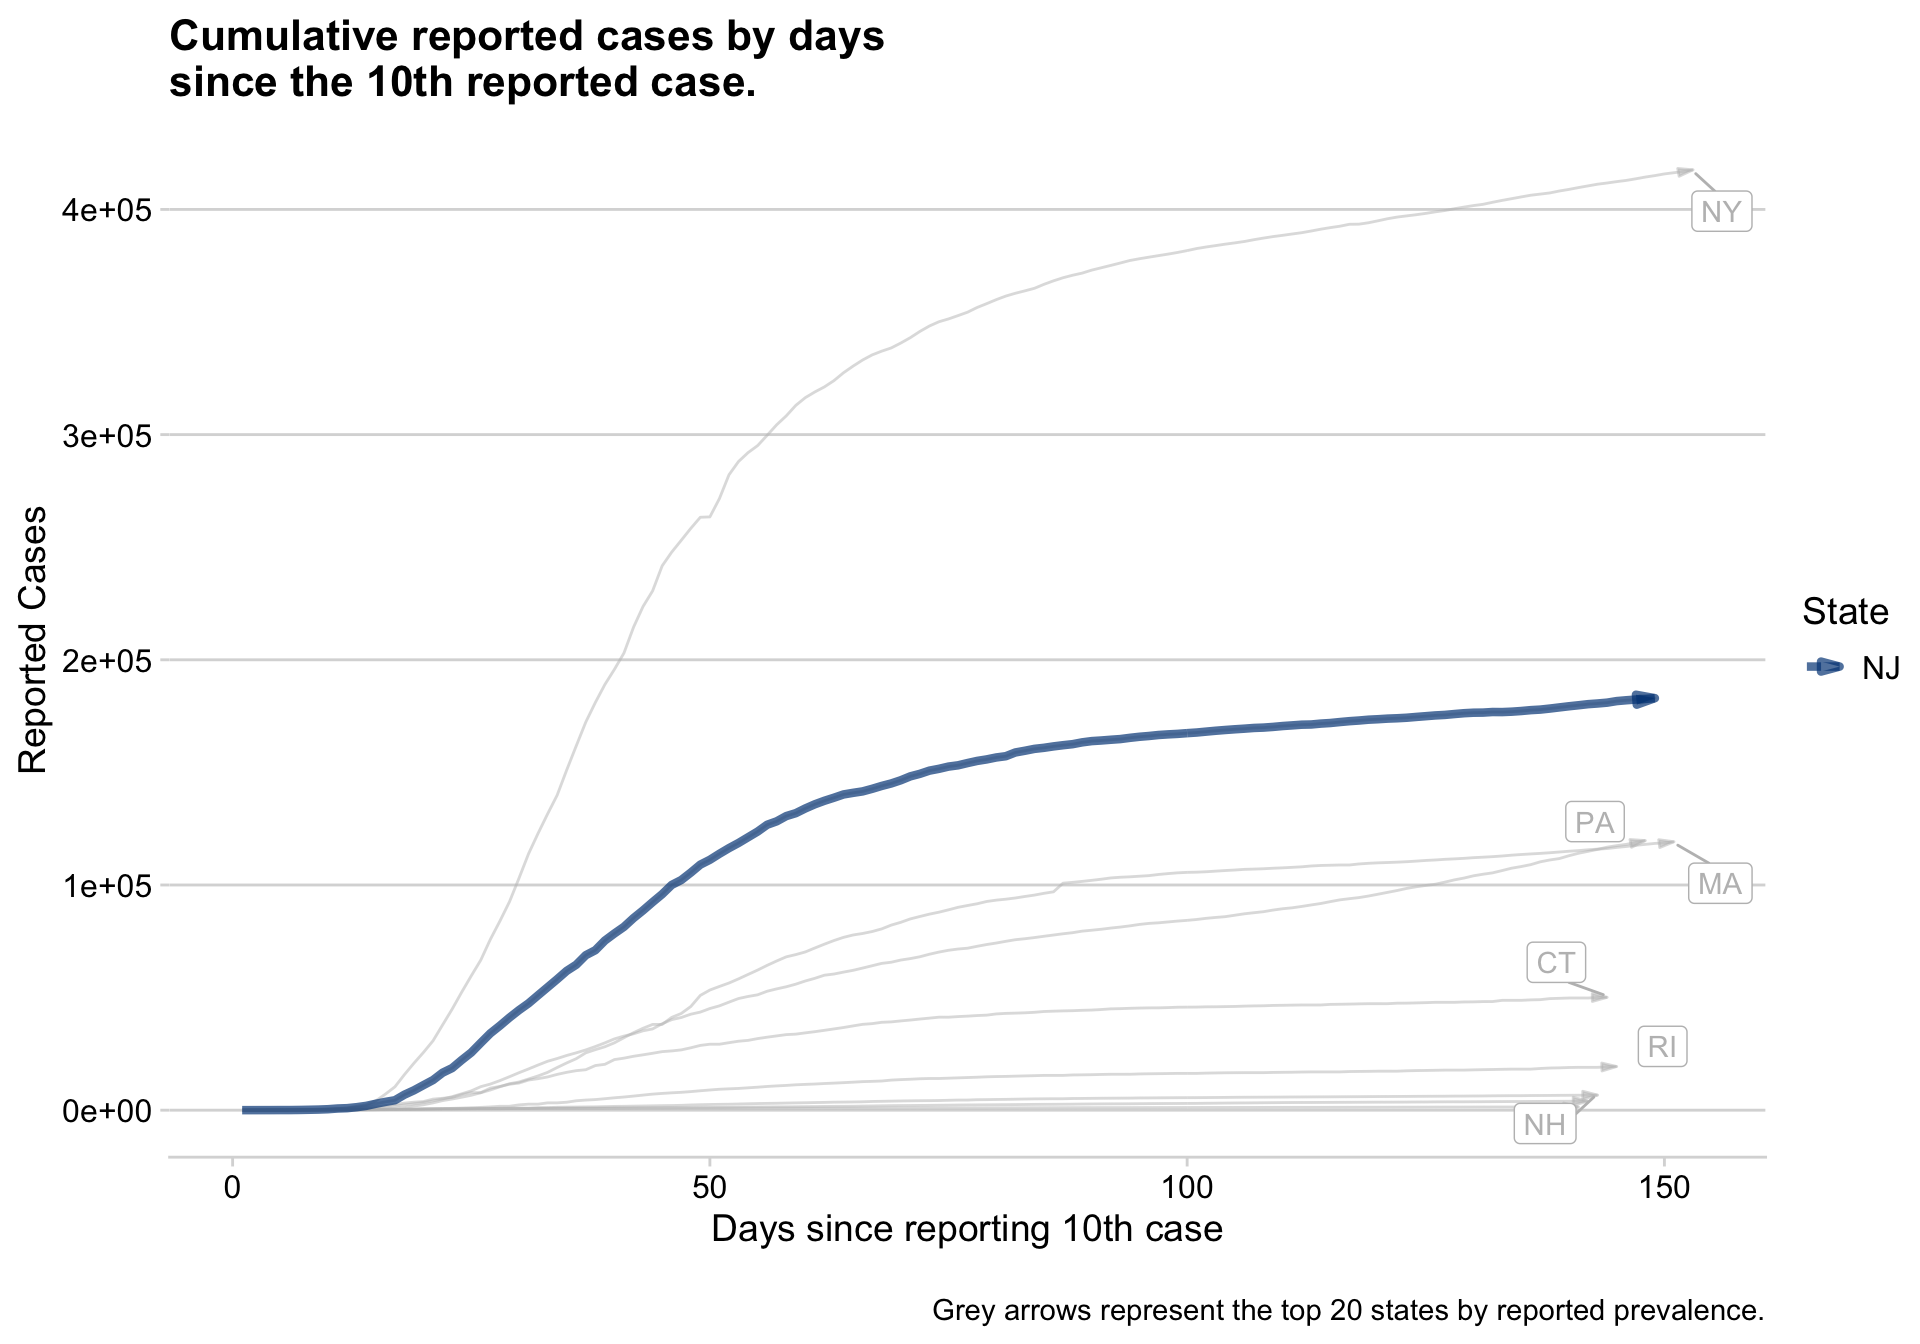 Cumulative reported cases by days
since the 10th reported case.
4e+05
3e+05
2e+05
1e+05
0e+00
Reported Cases
NY
PA
MA
CT
RI
NH
State
NJ
0
50
100
150
Days since reporting 10th case
Grey arrows represent the top 20 states by reported prevalence.